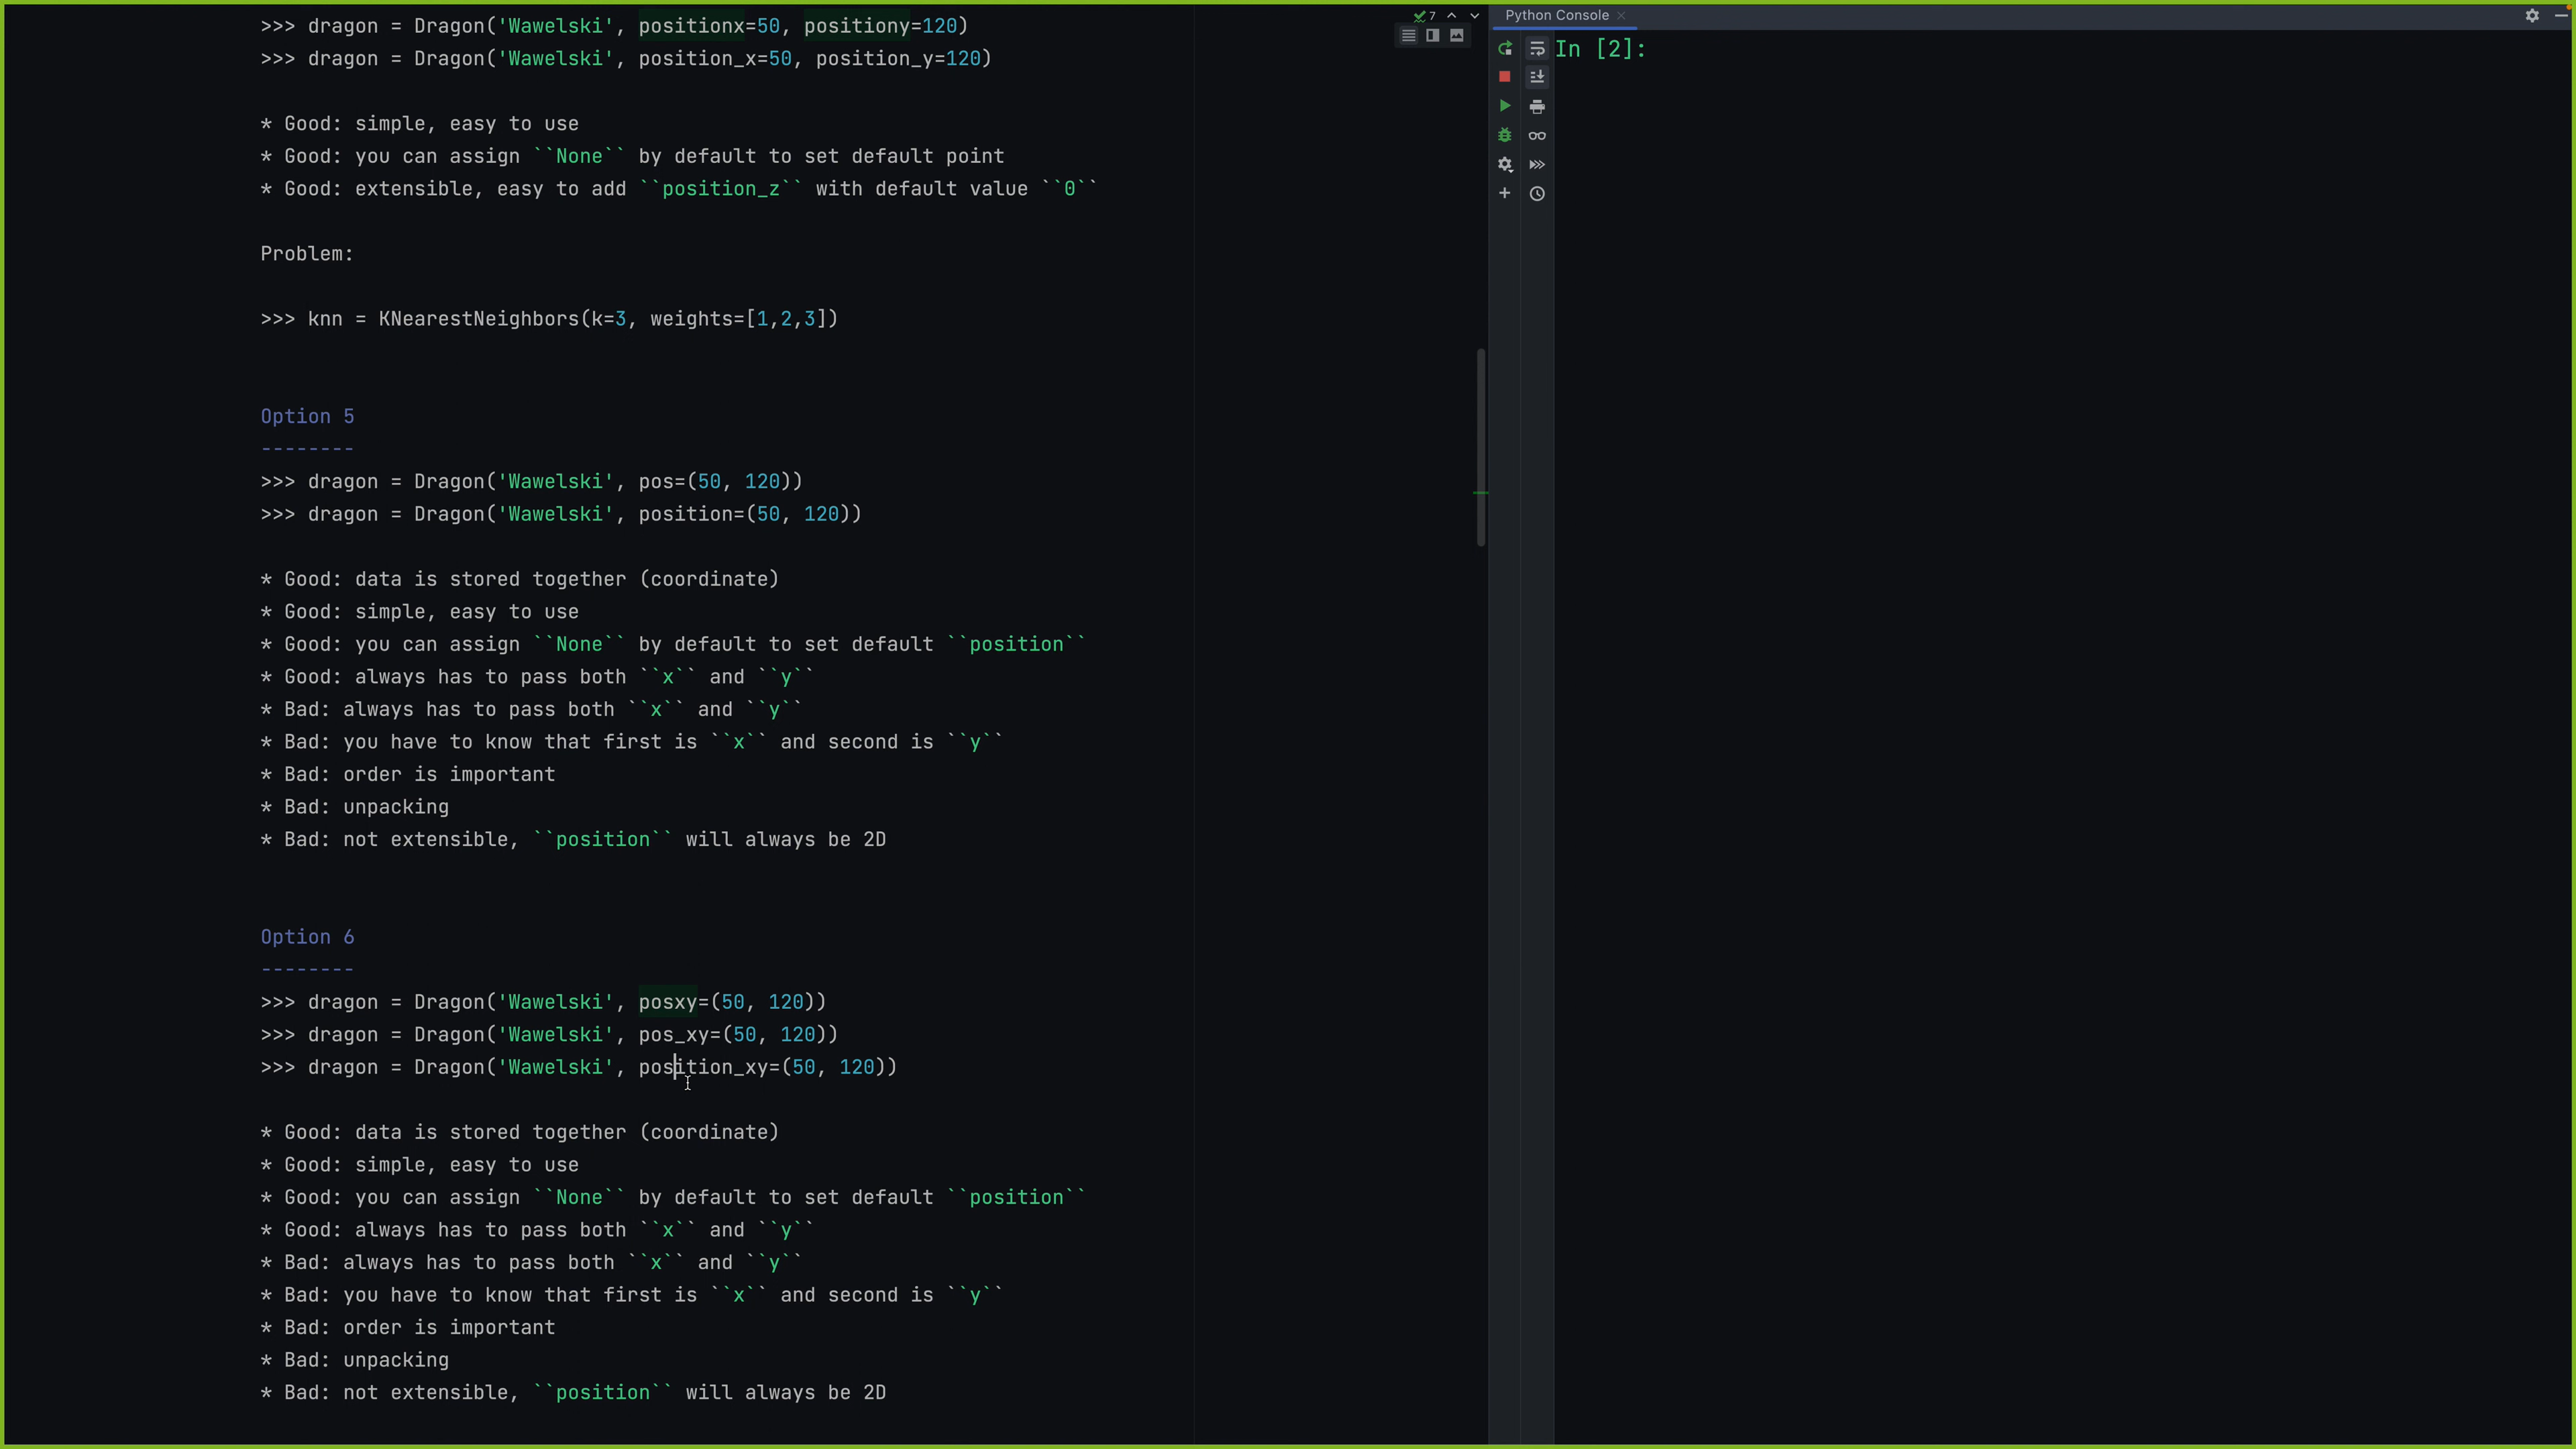 >>> dragon = Dragon('Wawelski', positionx=50, positiony=120)
>>> dragon = Dragon('Wawelski', position_x=50, position_y=120)
* Good: simple, easy to use
* Good: you can assign ``None`` by default to set default point
* Good: extensible, easy to add ``position_z`` with default value ``0``
Problem:
>>> knn = KNearestNeighbors(k=3, weights=[1,2,3])
Option 5
--------
>>> dragon = Dragon('Wawelski', pos=(50, 120))
>>> dragon = Dragon('Wawelski', position=(50, 120))
* Good: data is stored together (coordinate)
* Good: simple, easy to use
* Good: you can assign ``None`` by default to set default ``position``
* Good: always has to pass both ``x`` and ``y``
* Bad: always has to pass both ``x`` and ``y``
* Bad: you have to know that first is ``x`` and second is ``y``
* Bad: order is important
* Bad: unpacking
* Bad: not extensible, ``position`` will always be 2D
Option 6
--------
>>> dragon = Dragon('Wawelski', posxy=(50, 120))
>>> dragon = Dragon('Wawelski', pos_xy=(50, 120))
>>> dragon = Dragon('Wawelski', position_xy=(50, 120))
* Good: data is stored together (coordinate)
* Good: simple, easy to use
* Good: you can assign ``None`` by default to set default ``position``
* Good: always has to pass both ``x`` and ``y``
* Bad: always has to pass both ``x`` and ``y``
* Bad: you have to know that first is ``x`` and second is ``y``
* Bad: order is important
* Bad: unpacking
* Bad: not extensible, ``position`` will always be 2D
7
Python Console
In [2]: